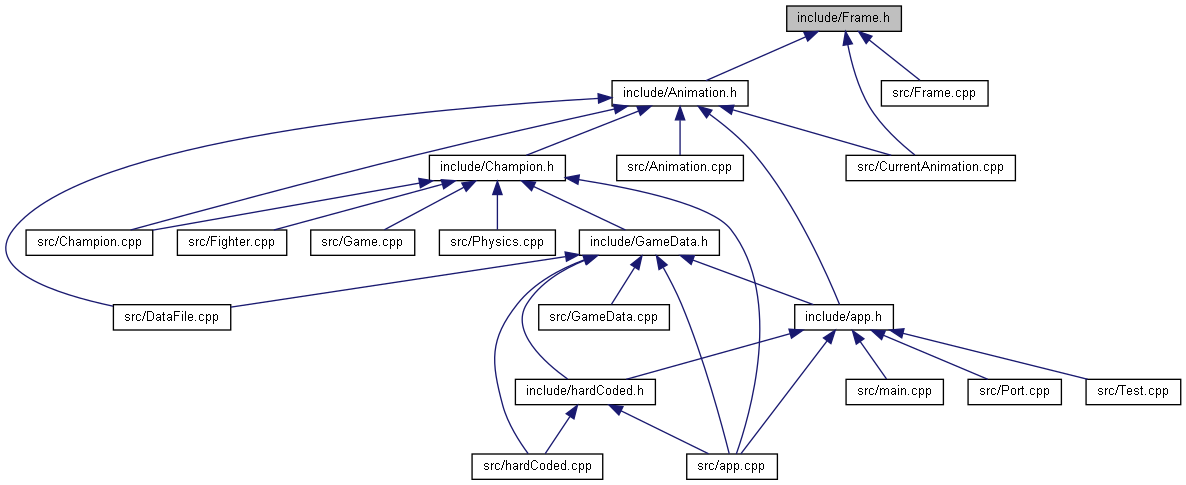 include/Frame.h
include/Animation.h
src/Frame.cpp
include/Champion.h
src/Animation.cpp
src/CurrentAnimation.cpp
src/Champion.cpp
src/Fighter.cpp
src/Game.cpp
src/Physics.cpp
include/GameData.h
src/DataFile.cpp
src/GameData.cpp
include/app.h
include/hardCoded.h
src/main.cpp
src/Port.cpp
src/Test.cpp
src/hardCoded.cpp
src/app.cpp